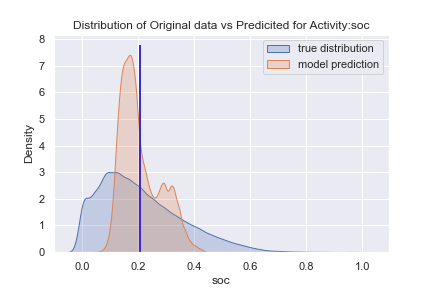 Distribution of Original data vs Predicited for Activity:soc
true distribution
model prediction
Density
8
7
6
5
4
3
2
1
0
0.0 0.2 0.4 0.6 0.8 1.0
soc